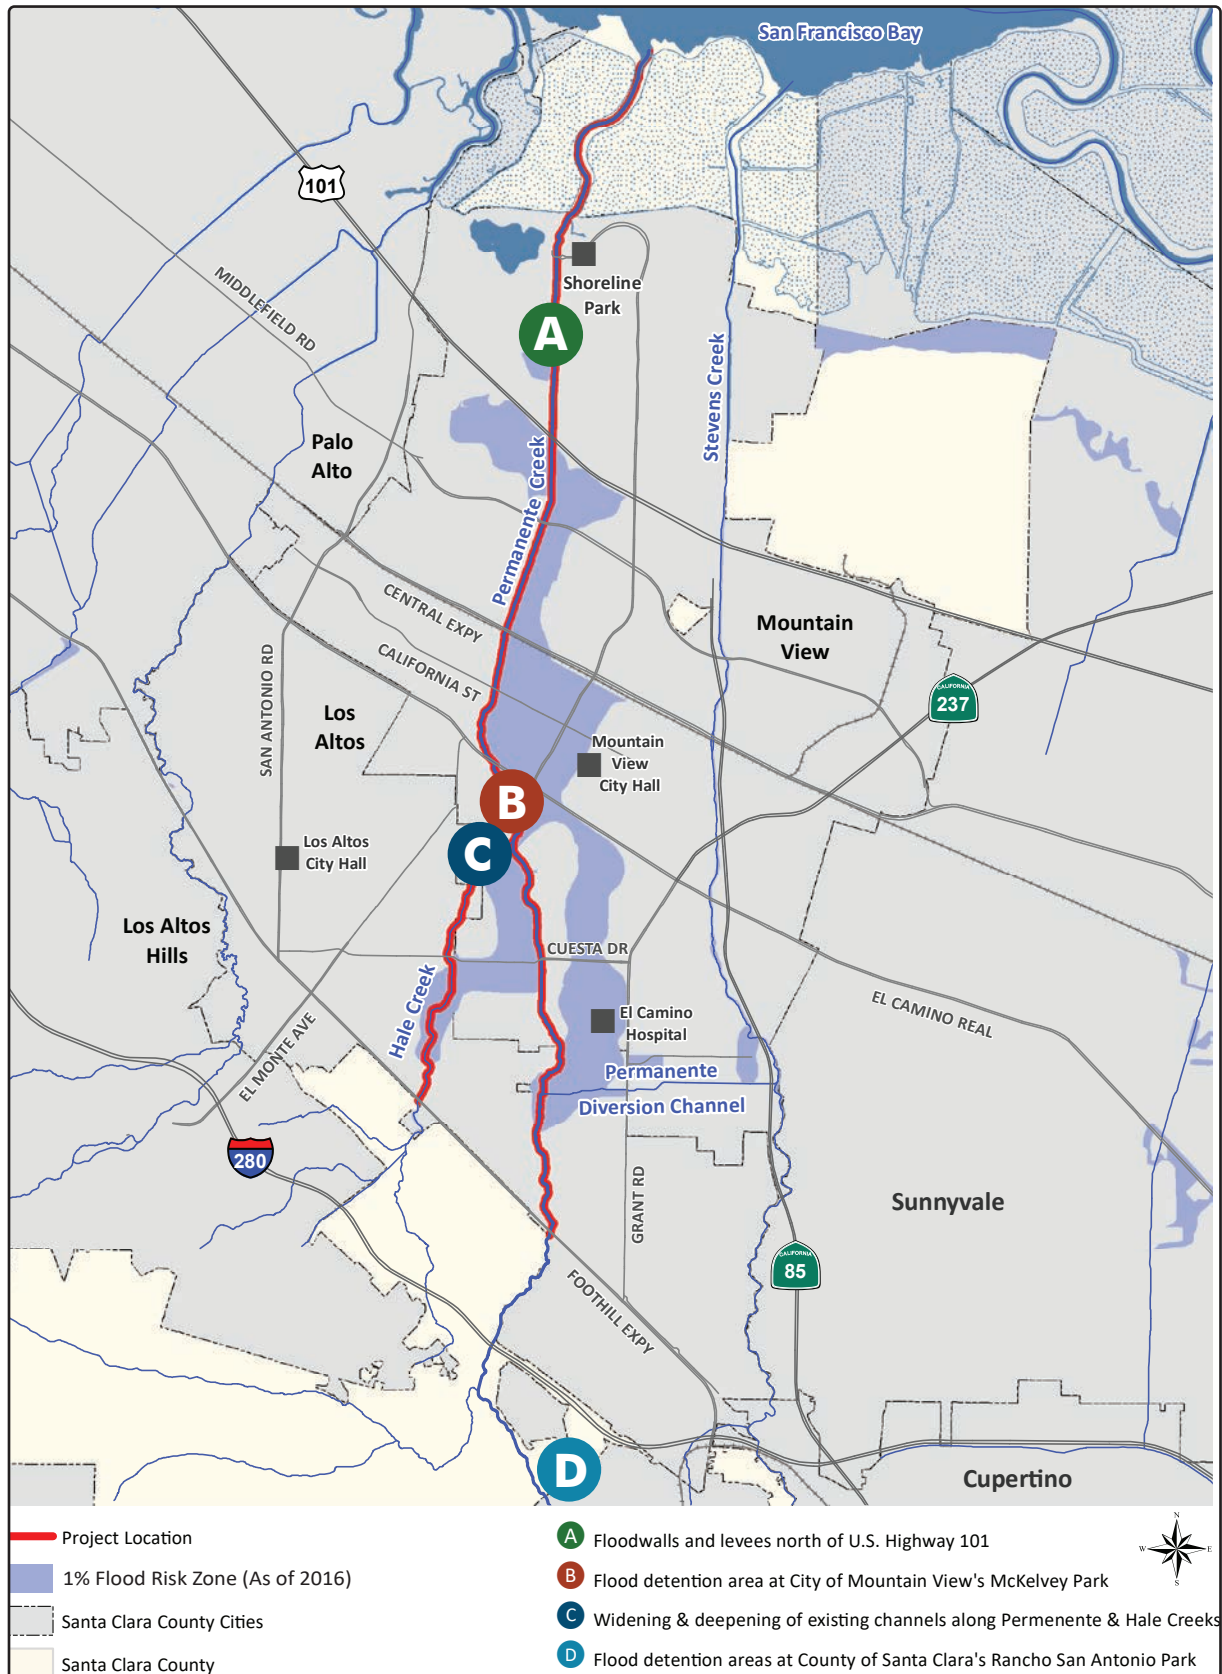 San Francisco Bay
101
Shoreline
Park
MIDDLEFIELD RD
A
Stevens Creek
Palo
Alto
Permanente Creek
CENTRAL EXPY
Mountain
View
CALIFORNIA ST
SAN ANTONIO RD
CALIFORNIA
237
Los
Altos
Mountain
View
City Hall
B
Los Altos
City Hall
C
Los Altos
Hills
CUESTA DR
EL CAMINO REAL
Hale Creek
El Camino
Hospital
EL MONTE AVE
Permanente
Diversion Channel
280
GRANT RD
Sunnyvale
CALIFORNIA
85
FOOTHILL EXPY
D
Cupertino
Project Location
1% Flood Risk Zone (As of 2016)
Santa Clara County Cities
Santa Clara County
A Floodwalls and levees north of U.S. Highway 101
B Flood detention area at City of Mountain View's McKelvey Park
C Widening & deepening of existing channels along Permenente & Hale Creeks
D Flood detention areas at County of Santa Clara's Rancho San Antonio Park
N
W E
S